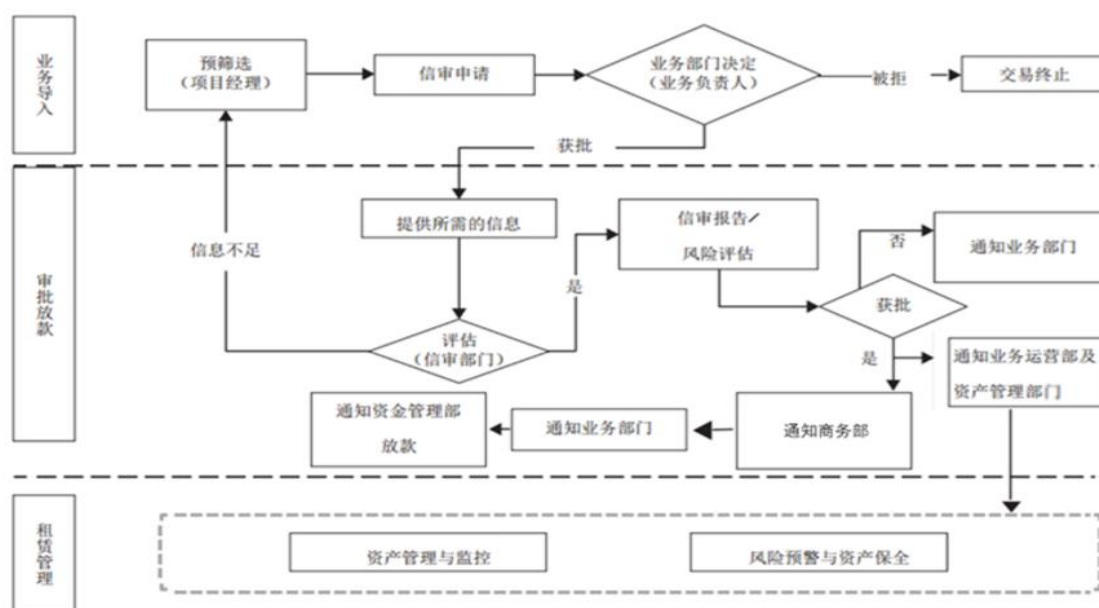 业务导入
预筛选
（项目经理）
信审申请
业务部门决定
（业务负责人）
被拒
交易终止
获批
审批放款
提供所需的信息
信息不足
评估
（信审部门）
是
信审报告/
风险评估
否
通知业务部门
获批
是
通知业务运营部及
资产管理部门
通知商务部
通知业务部门
通知资金管理部
放款
租赁管理
资产管理与监控
风险预警与资产保全